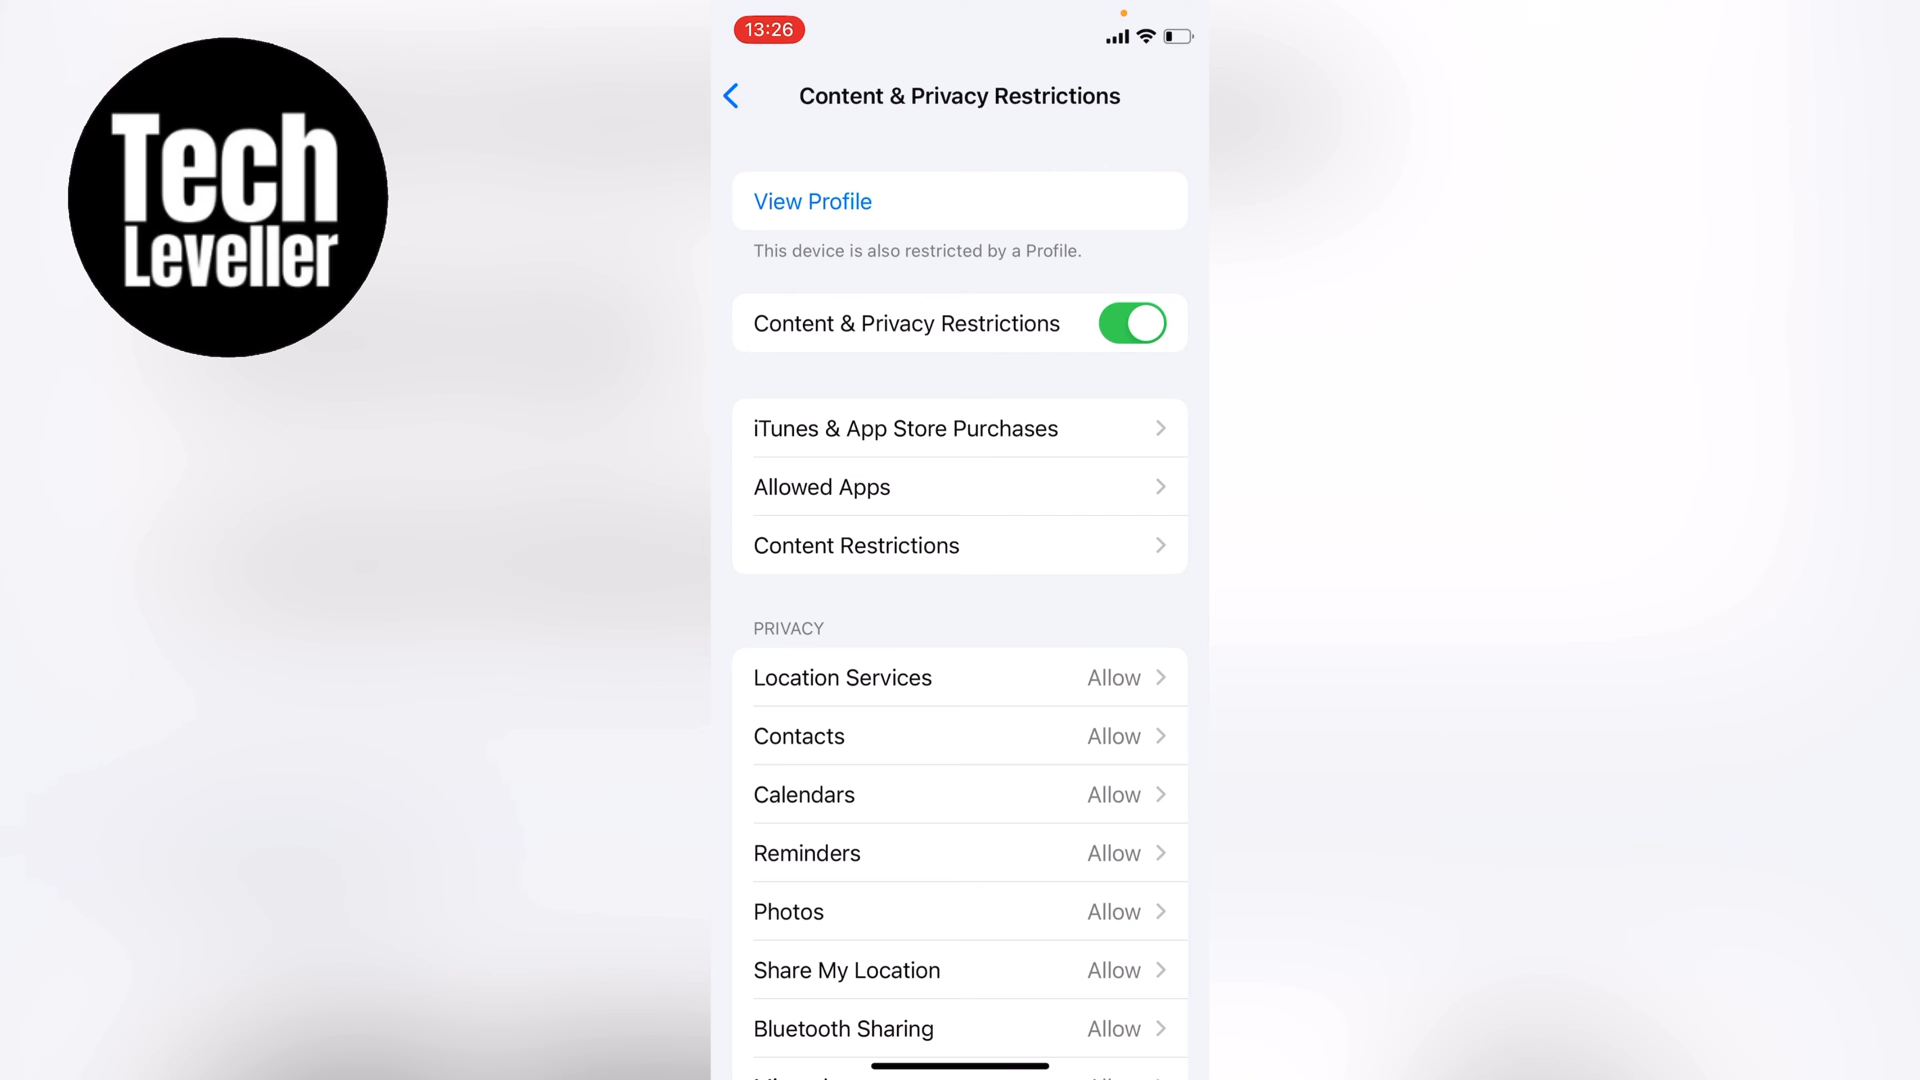 Tech
Leveller
13:26
Content & Privacy Restrictions
View Profile
This device is also restricted by a Profile.
Content & Privacy Restrictions
iTunes & App Store Purchases
Allowed Apps
Content Restrictions
PRIVACY
Location Services Allow
Contacts Allow
Calendars Allow
Reminders Allow
Photos Allow
Share My Location Allow
Bluetooth Sharing Allow